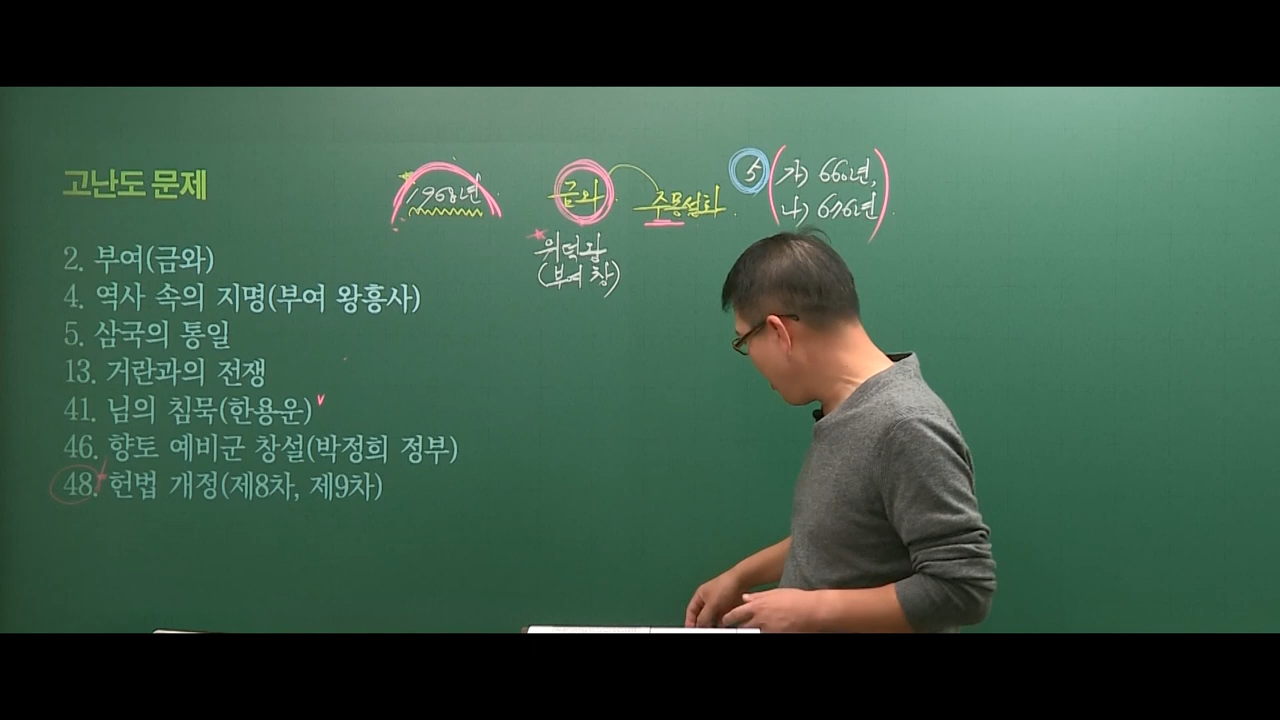 고난도 문제
2. 부여(금와)
4. 역사 속의 지명(부여 왕흥사)
5. 삼국의 통일
13. 거란과의 전쟁
41. 님의 침묵(한용운)
46. 향토 예비군 창설(박정희 정부)
48. 헌법 개정(제8차, 제9차)
1968년
금와 주몽설화
위덕왕
(부여 창)
5 (가) 660년,
나) 676년)